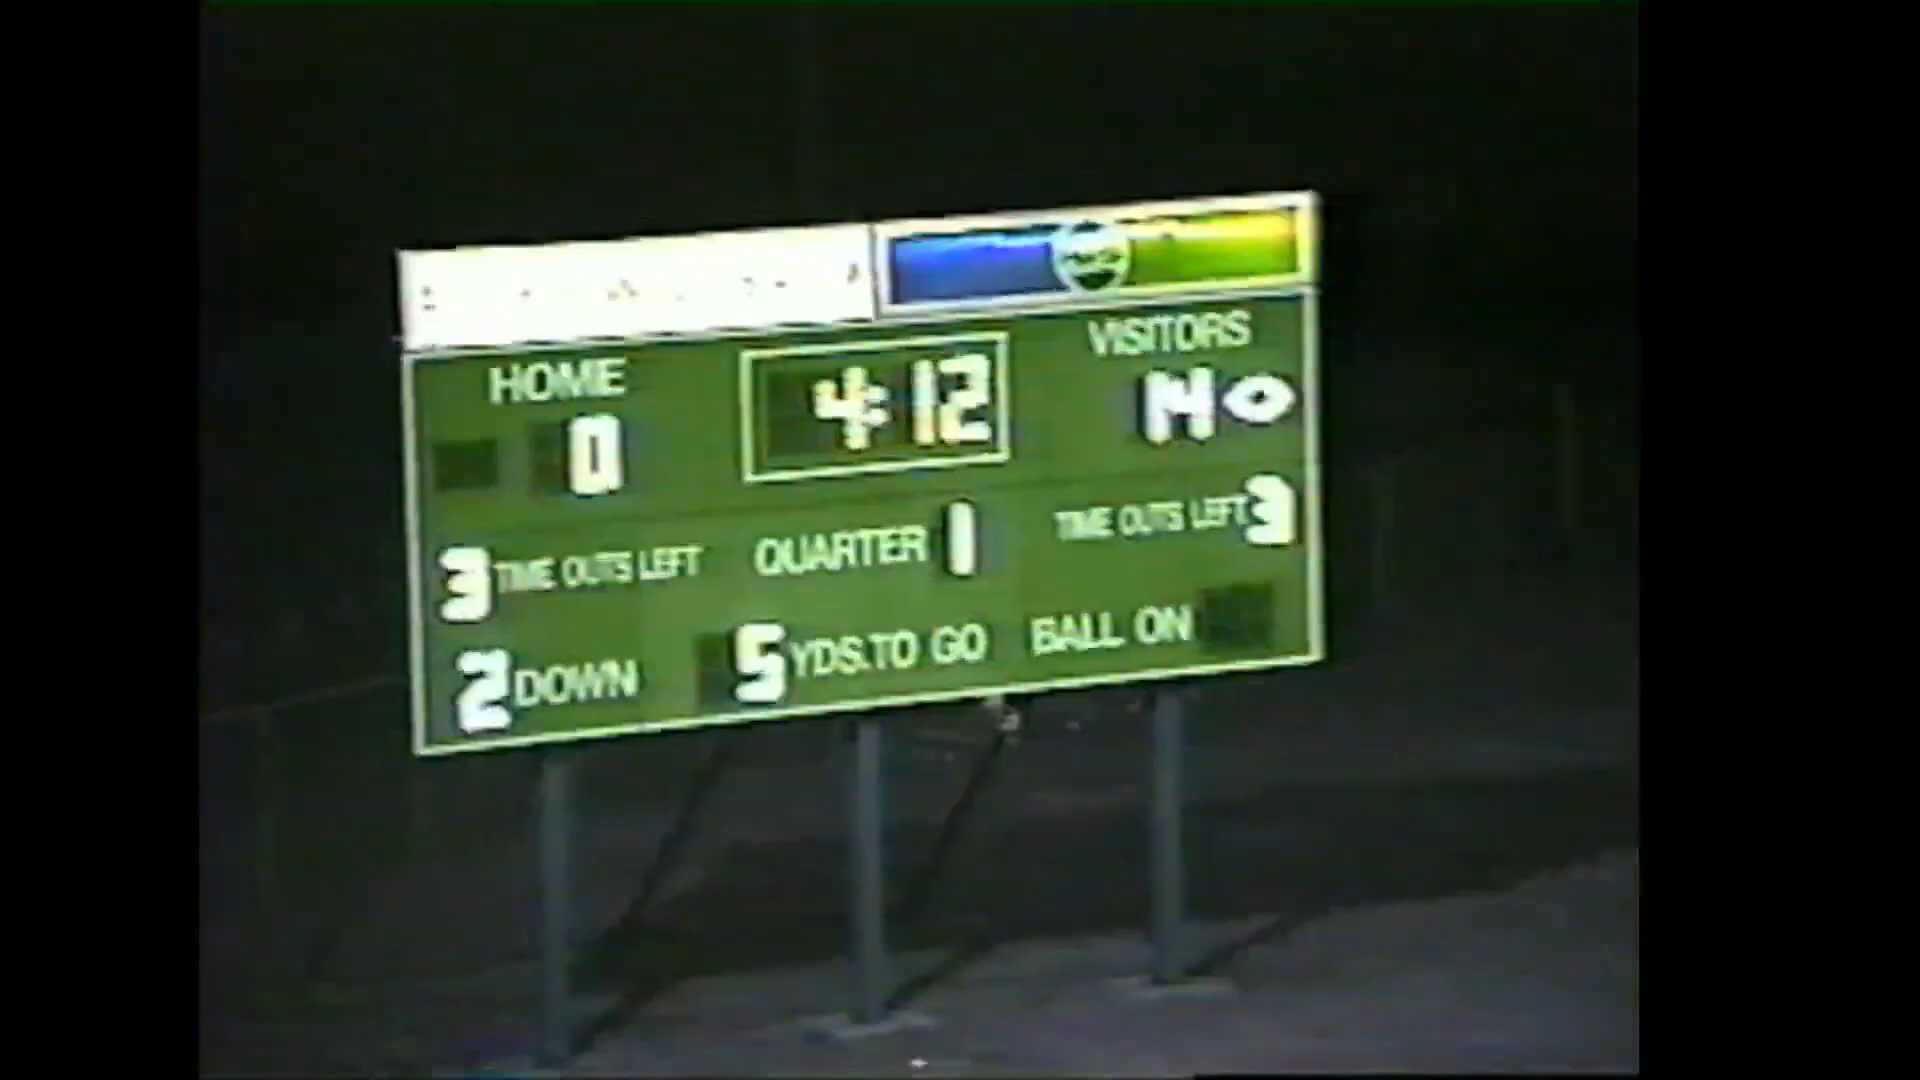 HOME 4:12 VISITORS
0
3 TIME OUTS LEFT QUARTER 1 TIME OUTS LEFT 3
2 DOWN 5 YDS.TO GO BALL ON